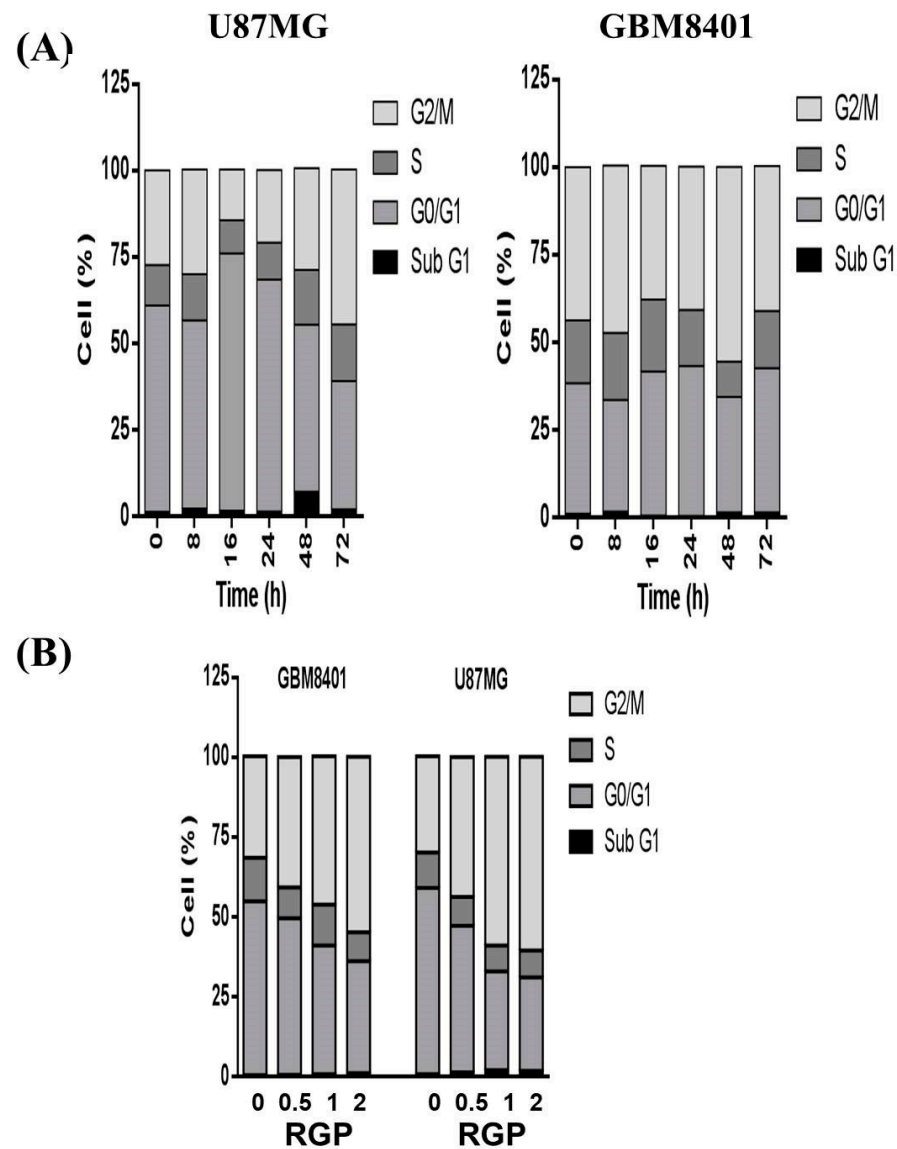 U87MG
GBM8401
(A)
125
100
75
50
25
0
Cell (%)
0 8 16 24 48 72
Time (h)
G2/M
S
G0/G1
Sub G1
125
100
75
50
25
0
Cell (%)
0 8 16 24 48 72
Time (h)
G2/M
S
G0/G1
Sub G1
(B)
GBM8401
U87MG
125
100
75
50
25
0
Cell (%)
0 0.5 1 2
RGP
0 0.5 1 2
RGP
G2/M
S
G0/G1
Sub G1